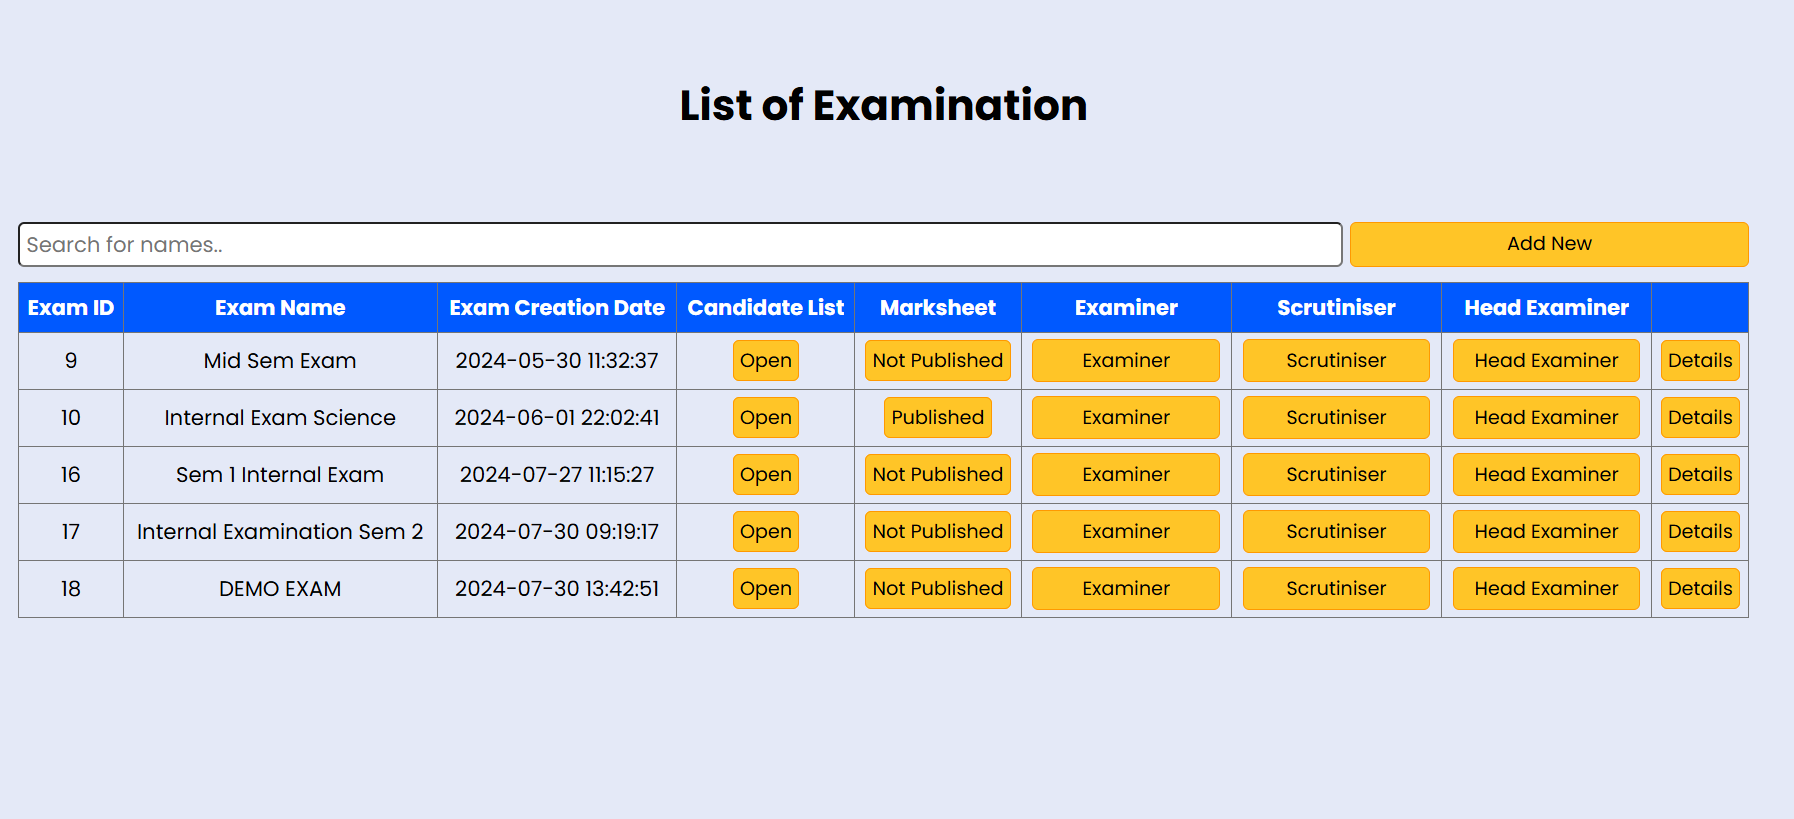 List of Examination
Search for names.. Add New
Exam ID Exam Name Exam Creation Date Candidate List Marksheet Examiner Scrutiniser Head Examiner
9 Mid Sem Exam 2024-05-30 11:32:37 Open Not Published Examiner Scrutiniser Head Examiner Details
10 Internal Exam Science 2024-06-01 22:02:41 Open Published Examiner Scrutiniser Head Examiner Details
16 Sem 1 Internal Exam 2024-07-27 11:15:27 Open Not Published Examiner Scrutiniser Head Examiner Details
17 Internal Examination Sem 2 2024-07-30 09:19:17 Open Not Published Examiner Scrutiniser Head Examiner Details
18 DEMO EXAM 2024-07-30 13:42:51 Open Not Published Examiner Scrutiniser Head Examiner Details